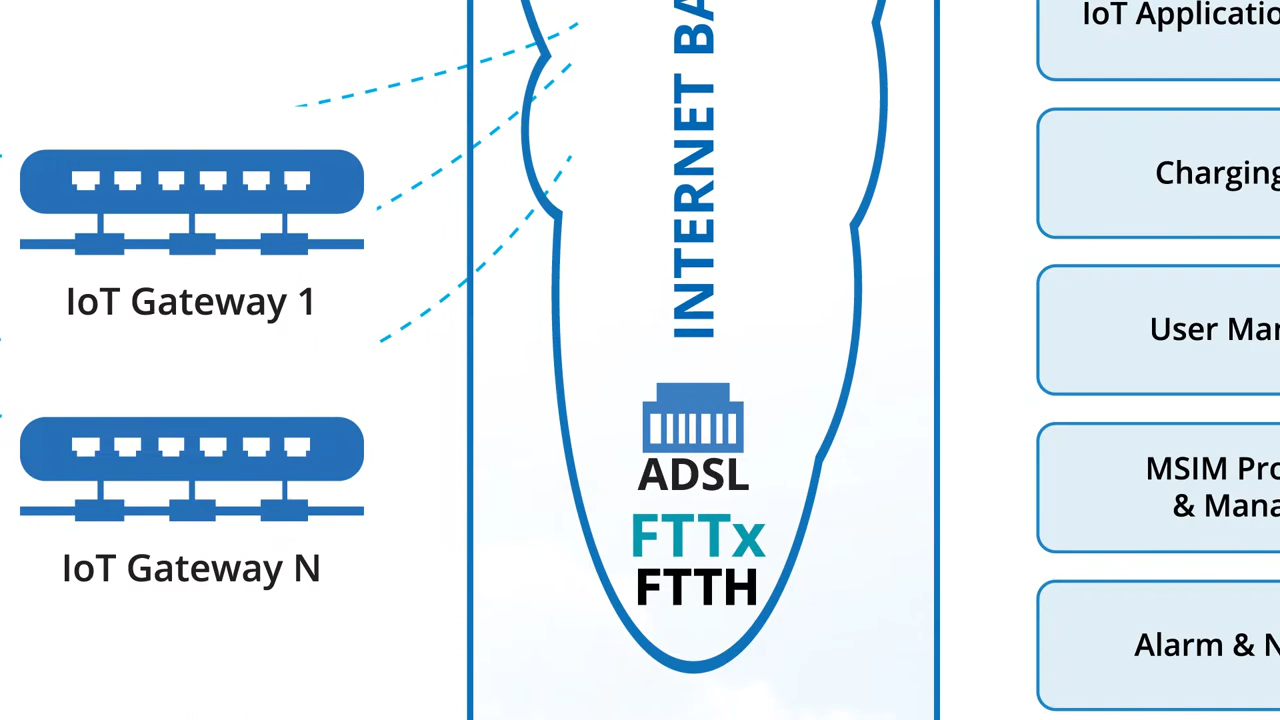 IoT Gateway 1
IoT Gateway N
INTERNET BA
ADSL
FTTx
FTTH
IoT Applicatio
Charging
User Mar
MSIM Pro
& Mana
Alarm & N